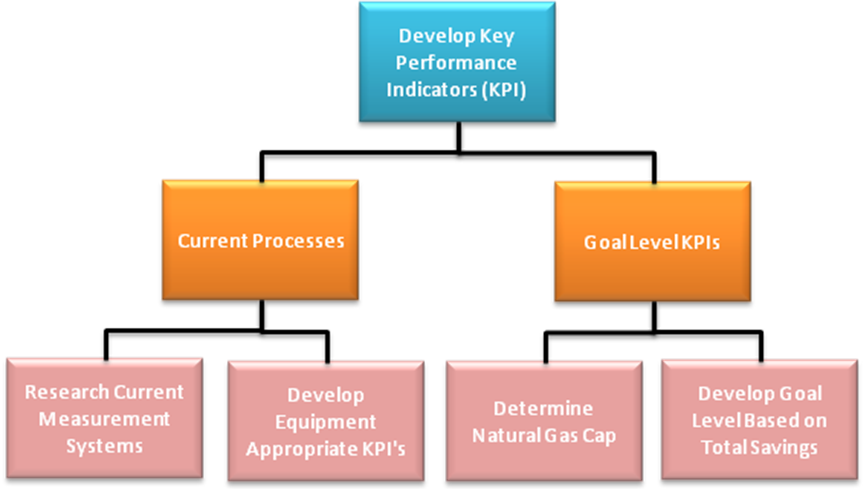 Develop Key
Performance
Indicators (KPI)
Current Processes
Goal Level KPIs
Research Current
Measurement
Systems
Develop
Equipment
Appropriate KPI's
Determine
Natural Gas Cap
Develop Goal
Level Based on
Total Savings